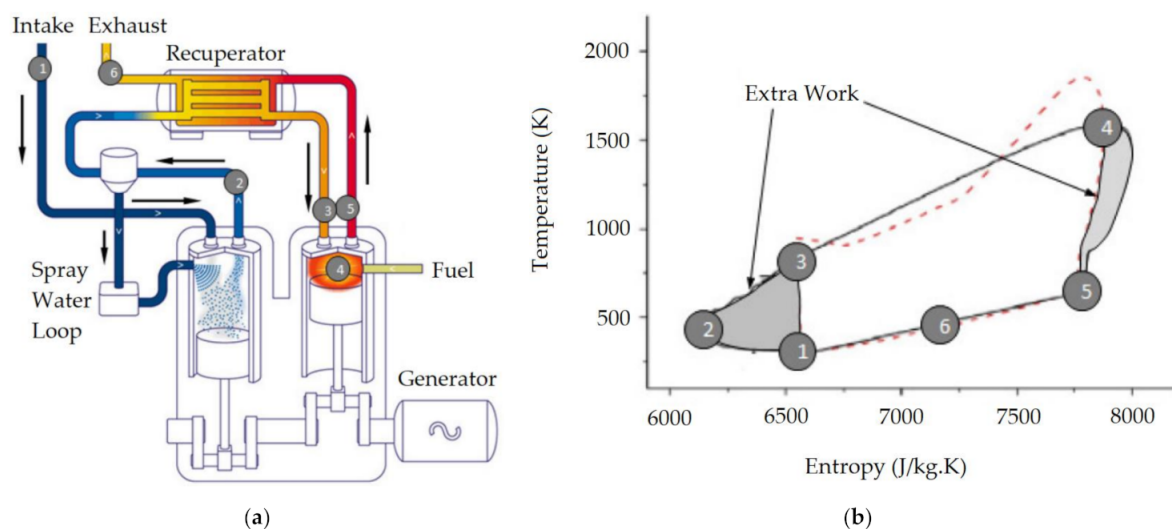 Intake Exhaust
1
6
Recuperator
2
3
5
4
Fuel
Spray
Water
Loop
Generator
(a)
Temperature (K)
2000
1500
1000
500
Extra Work
4
3
2
1
6
5
6000 6500 7000 7500 8000
Entropy (J/kg.K)
(b)